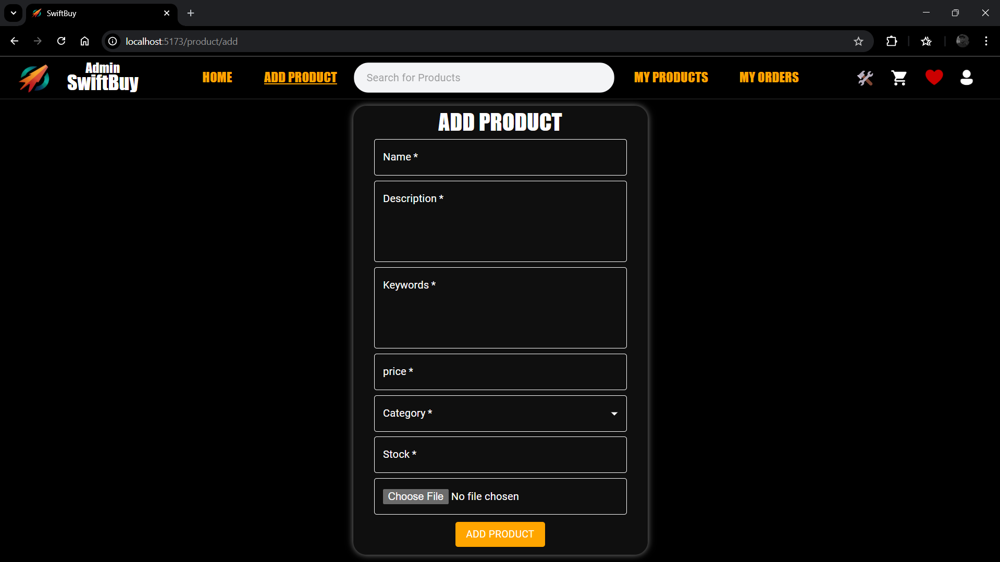 SwiftBuy
localhost:5173/product/add
Admin
SwiftBuy
HOME
ADD PRODUCT
Search for Products
MY PRODUCTS
MY ORDERS
ADD PRODUCT
Name *
Description *
Keywords *
price *
Category *
Stock *
Choose File No file chosen
ADD PRODUCT